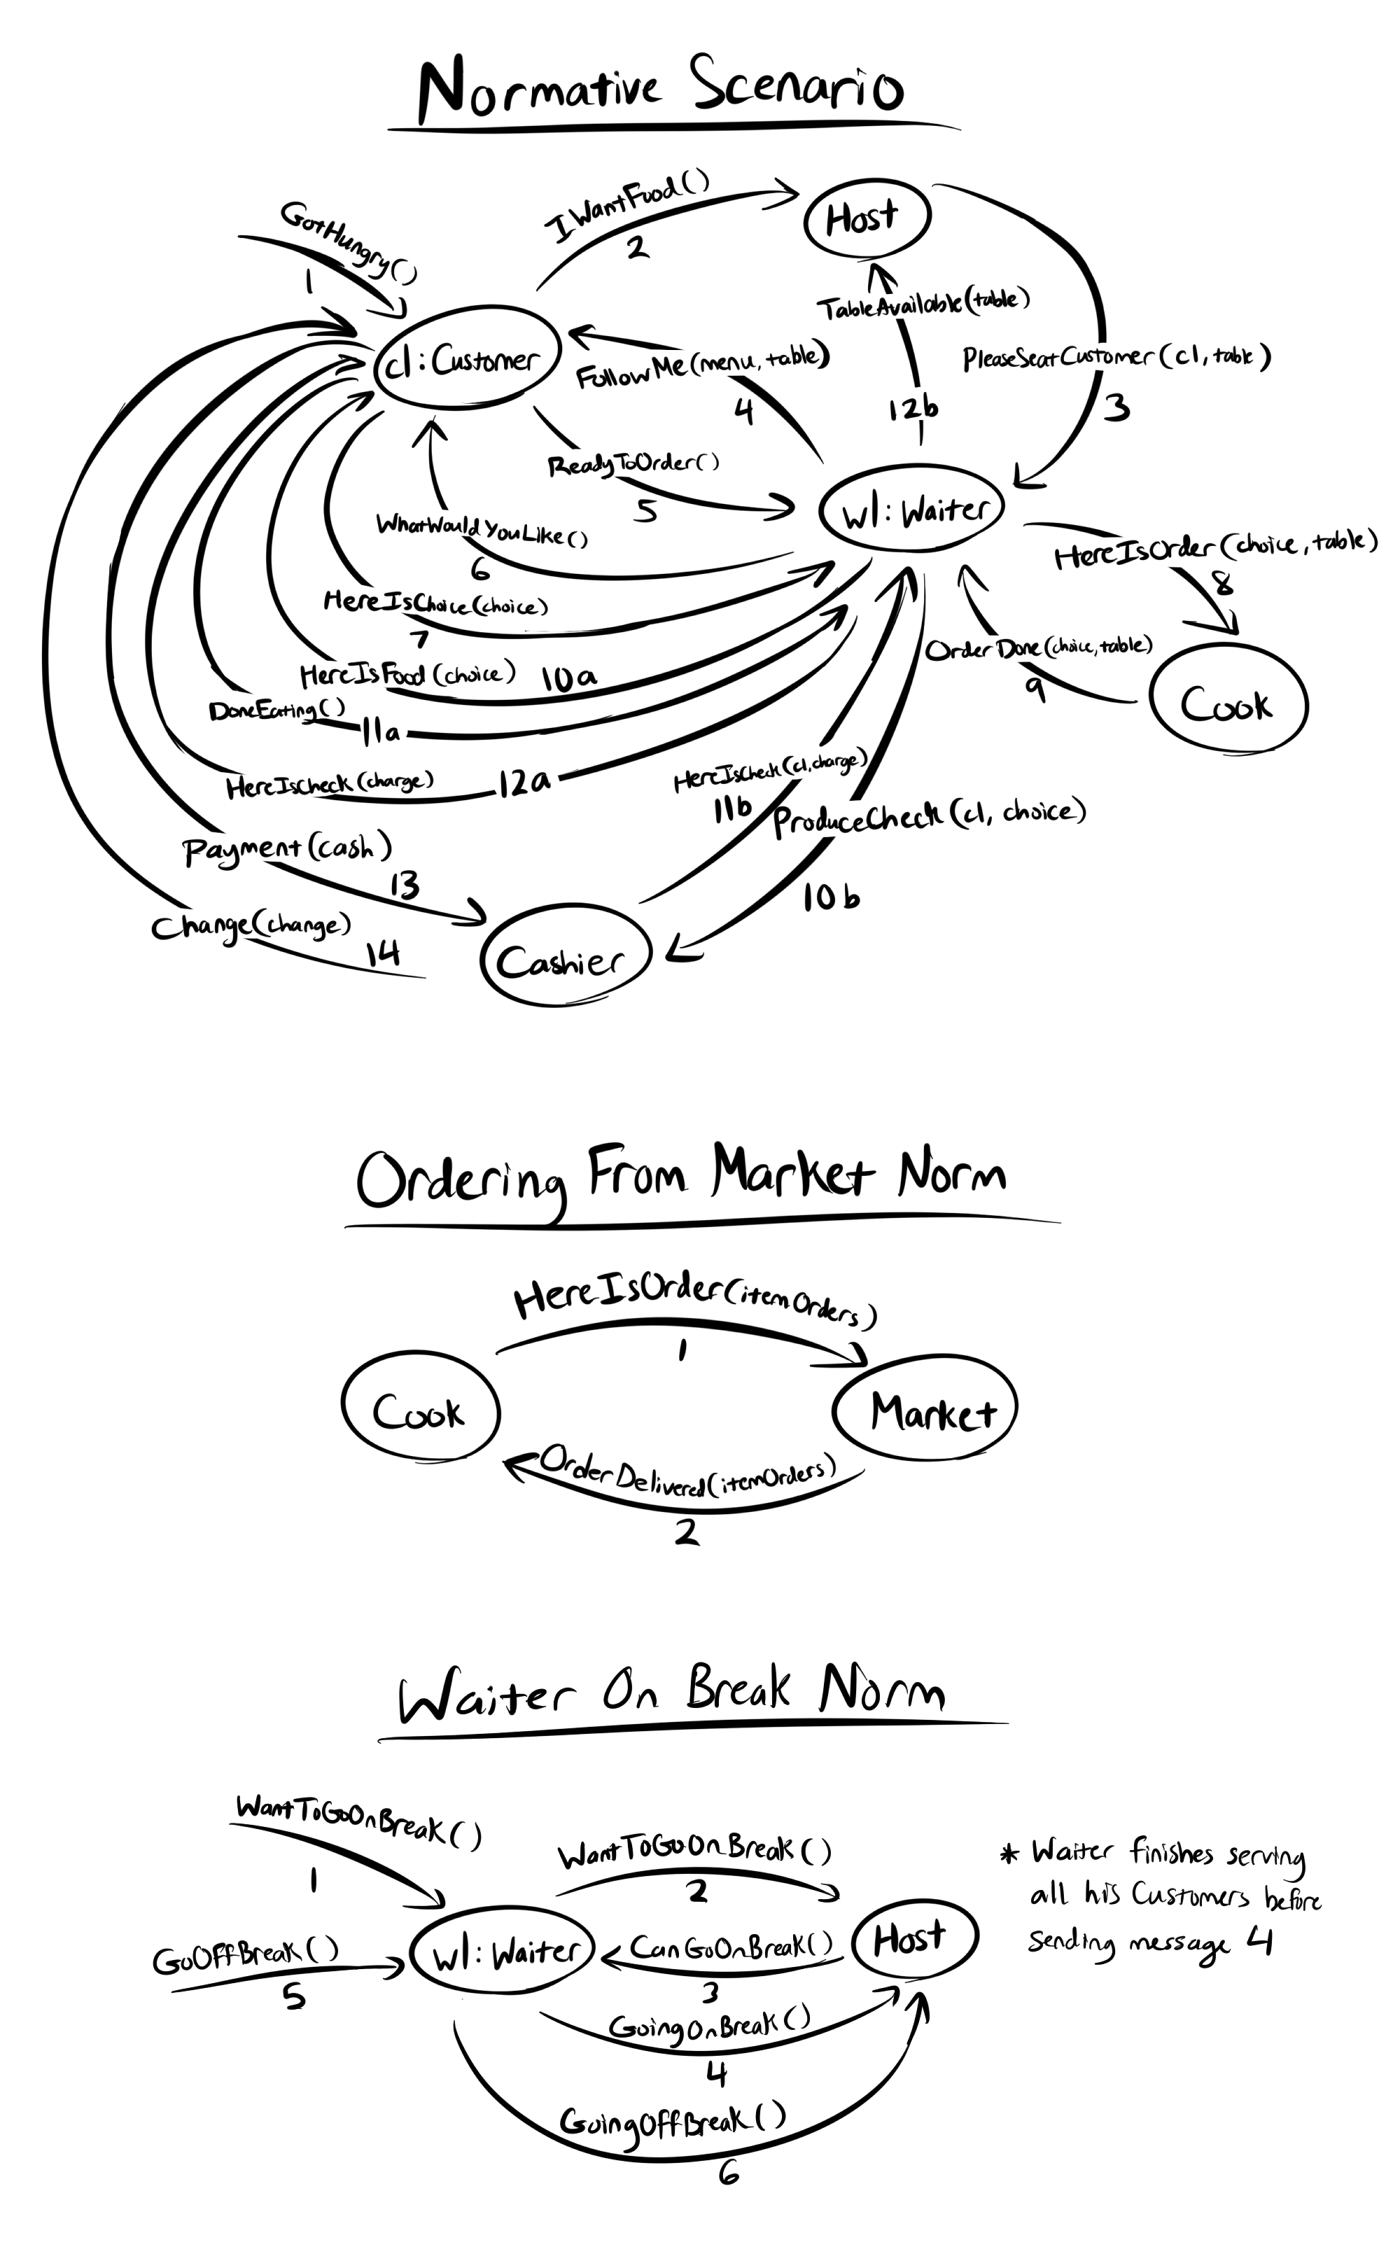 Normative Scenario
GotHungry()
1
IWantFood()
2
Host
TableAvailable(table)
12b
PleaseSeatCustomer(c1, table)
3
c1:Customer
FollowMe(menu, table)
4
ReadyToOrder()
5
w1:Waiter
WhatWouldYouLike()
6
HereIsOrder(choice, table)
8
HereIsChoice(choice)
7
OrderDone(choice, table)
9
Cook
HereIsFood(choice) 10a
DoneEating()
11a
HereIsCheck(charge) 12a
HereIsCheck(c1, charge)
11b
ProduceCheck(c1, choice)
10b
Payment(cash)
13
Change(change)
14
Cashier
Ordering From Market Norm
HereIsOrder(itemOrders)
1
Cook
Market
OrderDelivered(itemOrders)
2
Waiter On Break Norm
WantToGoOnBreak()
1
WantToGoOnBreak()
2
* Waiter finishes serving
all his Customers before
sending message 4
GoOffBreak()
5
w1:Waiter
CanGoOnBreak()
3
Host
GoingOnBreak()
4
GoingOffBreak()
6